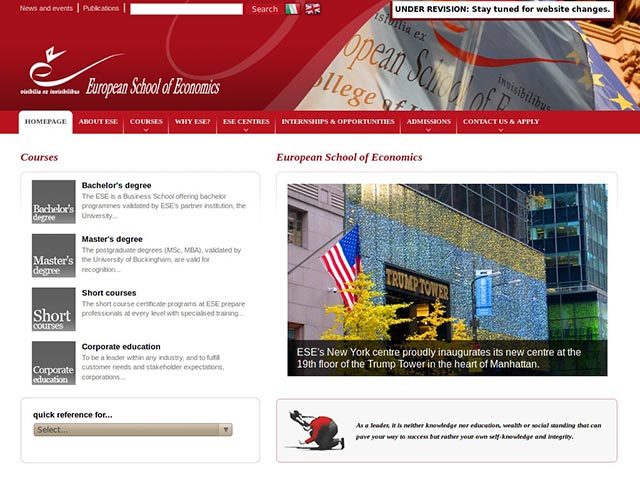 News and events
Publications
Search
UNDER REVISION: Stay tuned for website changes.
visibilia ex invisibilibus
European School of Economics
visibilia ex
European School of Econ
invisibilibus
College of
HOMEPAGE
ABOUT ESE
COURSES
WHY ESE?
ESE CENTRES
INTERNSHIPS & OPPORTUNITIES
ADMISSIONS
CONTACT US & APPLY
Courses
Bachelor's degree
Bachelor's degree
The ESE is a Business School offering bachelor
programmes validated by ESE's partner institution, the
University...
Master's degree
Master's degree
The postgraduate degrees (MSc, MBA), validated by
the University of Buckingham, are valid for
recognition...
Short courses
Short courses
The short course certificate programs at ESE prepare
professionals at every level with specialised training...
Corporate education
Corporate education
To be a leader within any industry, and to fulfill
customer needs and stakeholder expectations,
corporations...
quick reference for...
Select...
European School of Economics
TRUMP TOWER
ESE's New York centre proudly inaugurates its new centre at the
19th floor of the Trump Tower in the heart of Manhattan.
As a leader, it is neither knowledge nor education, wealth or social standing that can
pave your way to success but rather your own self-knowledge and integrity.